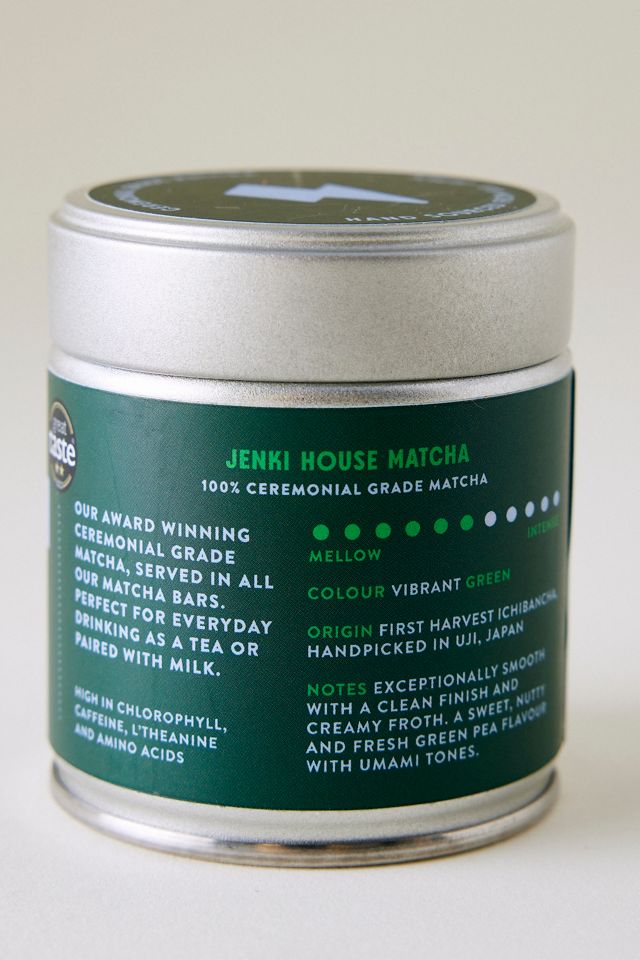 HAND SOURCED
great
taste
JENKI HOUSE MATCHA
100% CEREMONIAL GRADE MATCHA
OUR AWARD WINNING
CEREMONIAL GRADE
MATCHA, SERVED IN ALL
OUR MATCHA BARS.
PERFECT FOR EVERYDAY
DRINKING AS A TEA OR
PAIRED WITH MILK.
HIGH IN CHLOROPHYLL,
CAFFEINE, L'THEANINE
AND AMINO ACIDS
MELLOW
INTENSE
COLOUR VIBRANT GREEN
ORIGIN FIRST HARVEST ICHIBANCHA,
HANDPICKED IN UJI, JAPAN
NOTES EXCEPTIONALLY SMOOTH
WITH A CLEAN FINISH AND
CREAMY FROTH. A SWEET, NUTTY
AND FRESH GREEN PEA FLAVOUR
WITH UMAMI TONES.